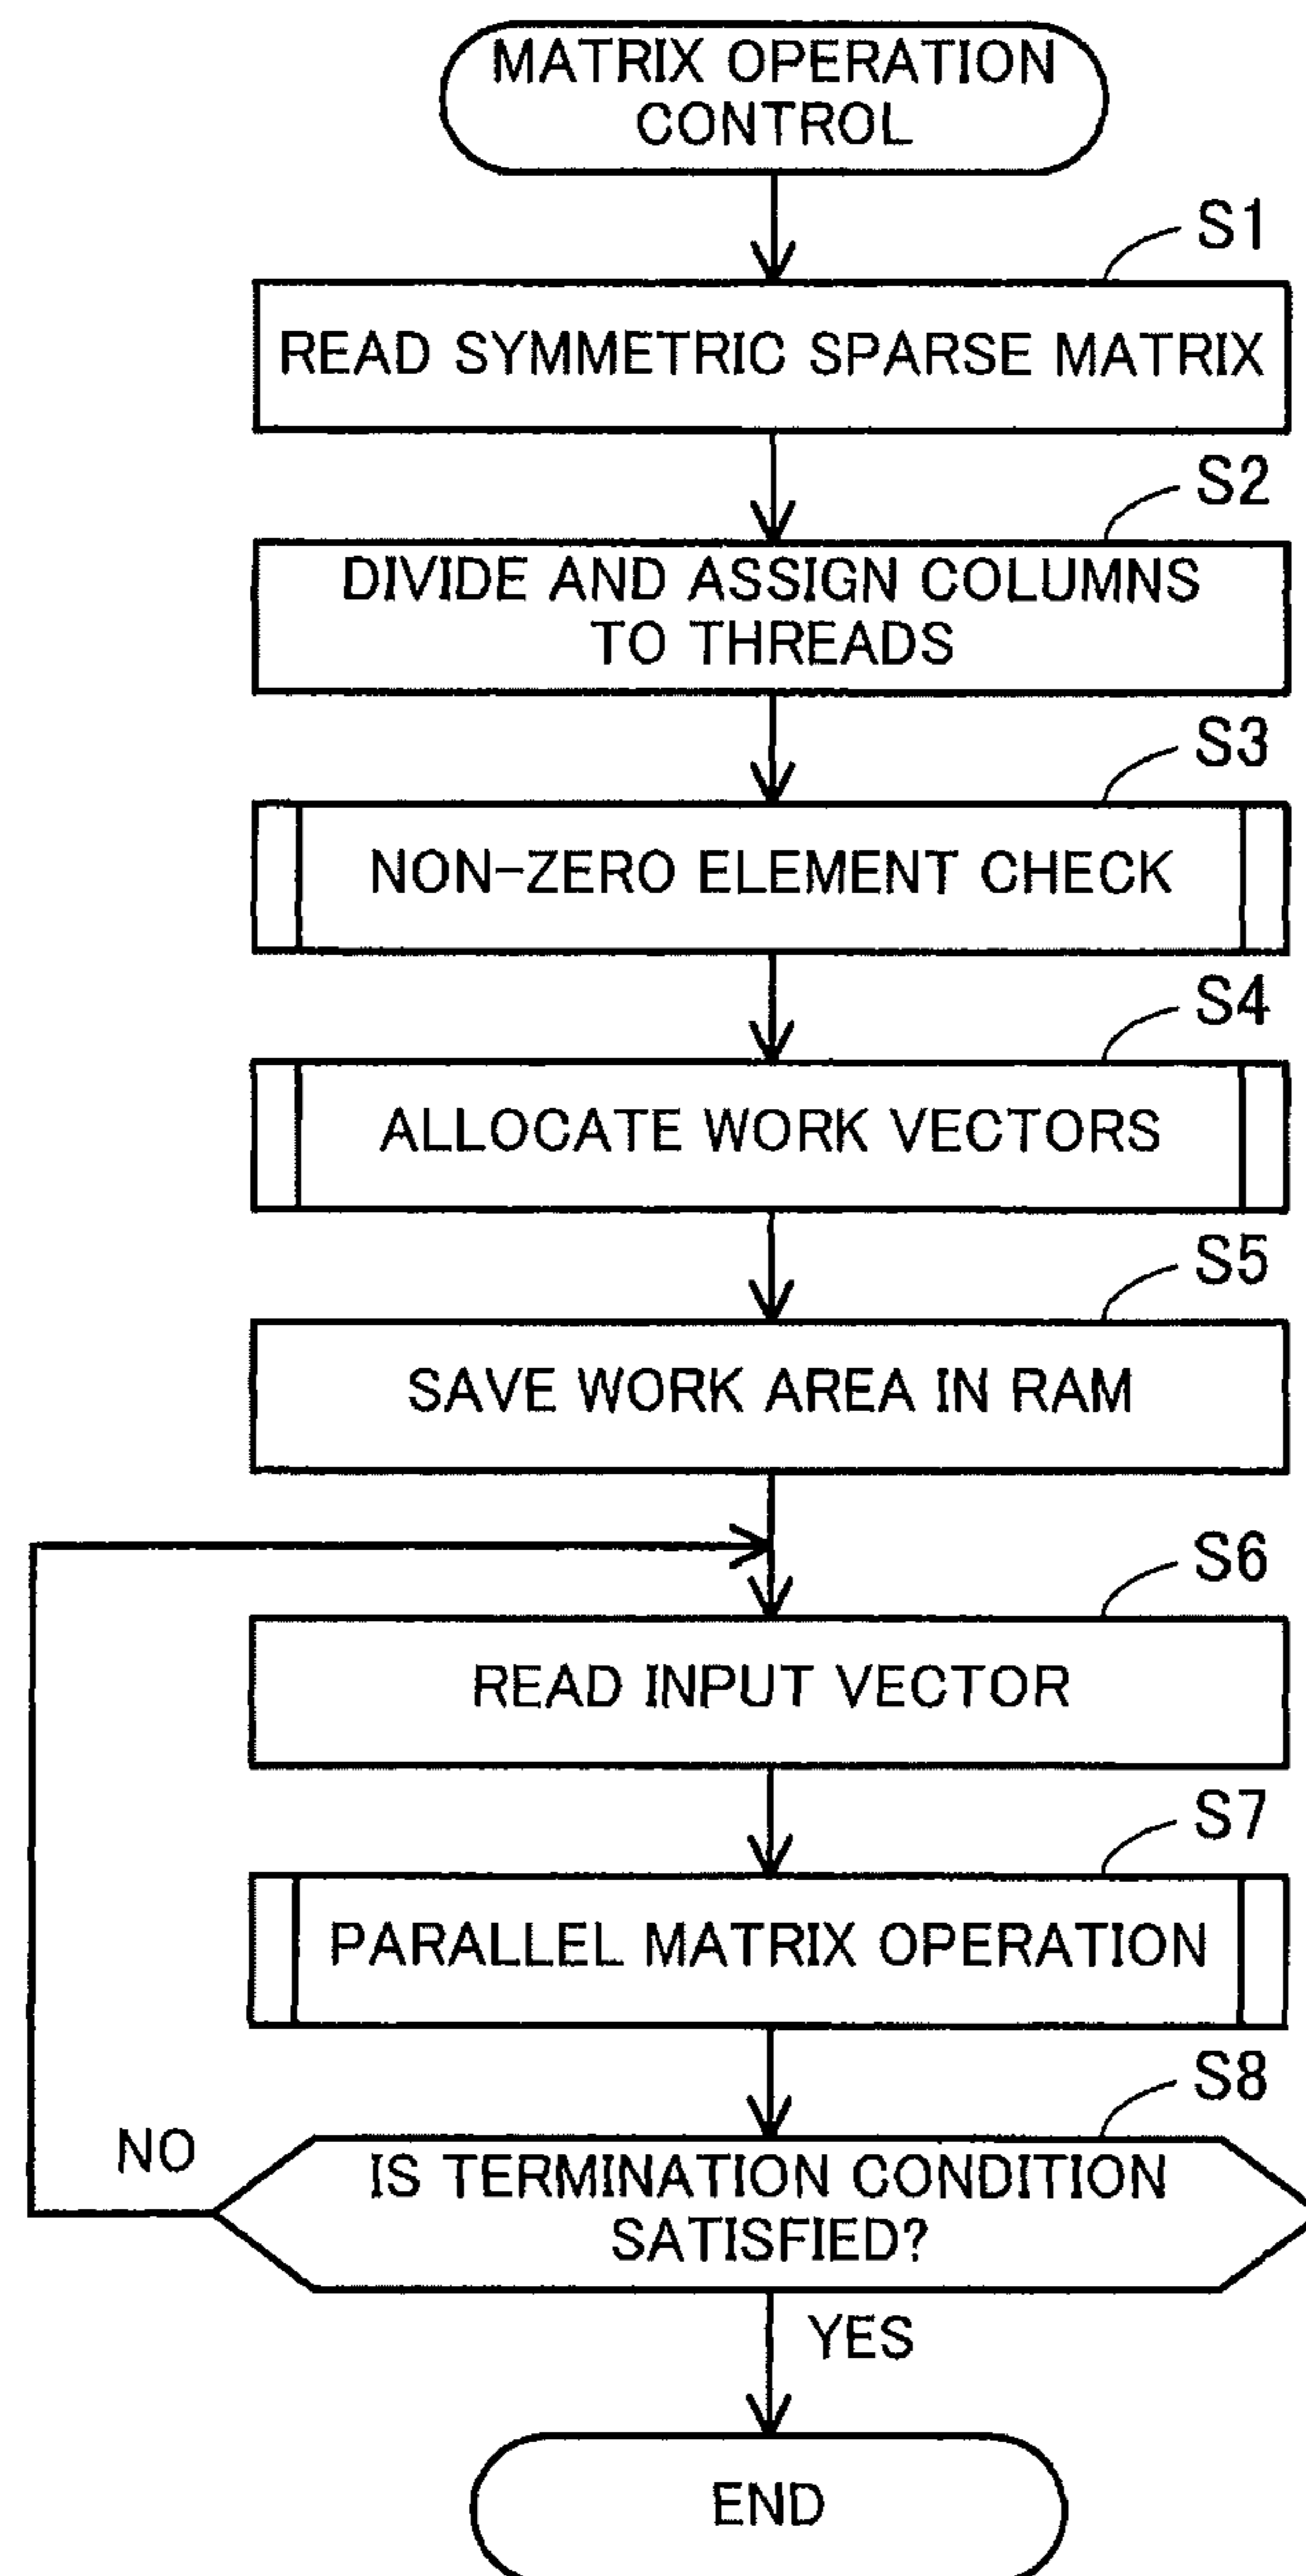 MATRIX OPERATION
CONTROL
S1
READ SYMMETRIC SPARSE MATRIX
S2
DIVIDE AND ASSIGN COLUMNS
TO THREADS
S3
NON-ZERO ELEMENT CHECK
S4
ALLOCATE WORK VECTORS
S5
SAVE WORK AREA IN RAM
S6
READ INPUT VECTOR
S7
PARALLEL MATRIX OPERATION
S8
NO
IS TERMINATION CONDITION
SATISFIED?
YES
END